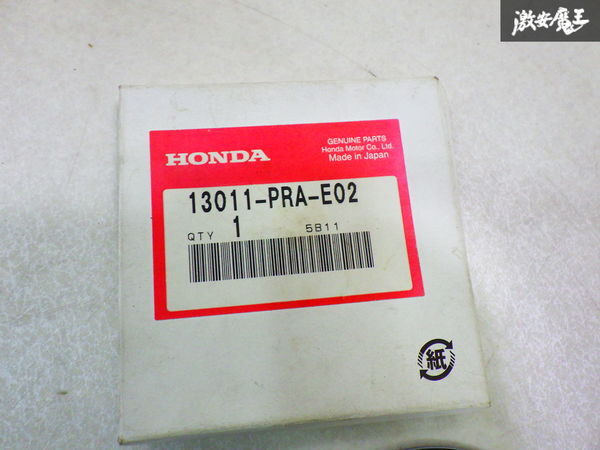 激安魔王
HONDA
GENUINE PARTS
Honda Motor Co., Ltd.
Made in Japan
13011-PRA-E02
QTY 1 5B11
紙